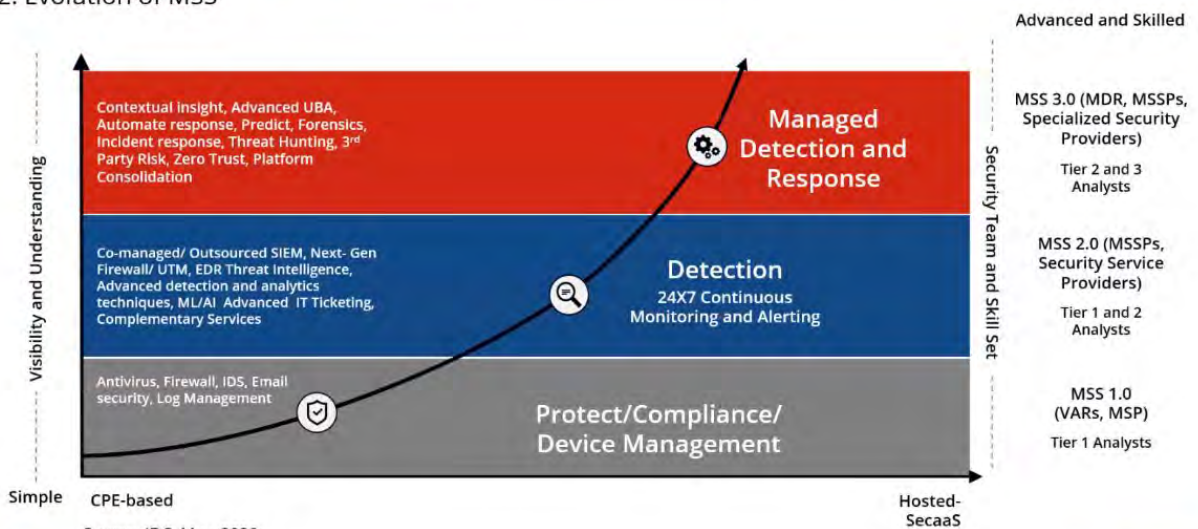 2. Evolution of MSS
Advanced and Skilled
Visibility and Understanding
Contextual insight, Advanced UBA,
Automate response, Predict, Forensics,
Incident response, Threat Hunting, 3rd
Party Risk, Zero Trust, Platform
Consolidation
Managed
Detection and
Response
MSS 3.0 (MDR, MSSPs,
Specialized Security
Providers)
Tier 2 and 3
Analysts
Co-managed/ Outsourced SIEM, Next- Gen
Firewall/ UTM, EDR Threat Intelligence,
Advanced detection and analytics
techniques, ML/AI Advanced IT Ticketing,
Complementary Services
Detection
24X7 Continuous
Monitoring and Alerting
Security Team and Skill Set
MSS 2.0 (MSSPs,
Security Service
Providers)
Tier 1 and 2
Analysts
Antivirus, Firewall, IDS, Email
security, Log Management
Protect/Compliance/
Device Management
MSS 1.0
(VARs, MSP)
Tier 1 Analysts
Simple
CPE-based
Hosted-
SecaaS